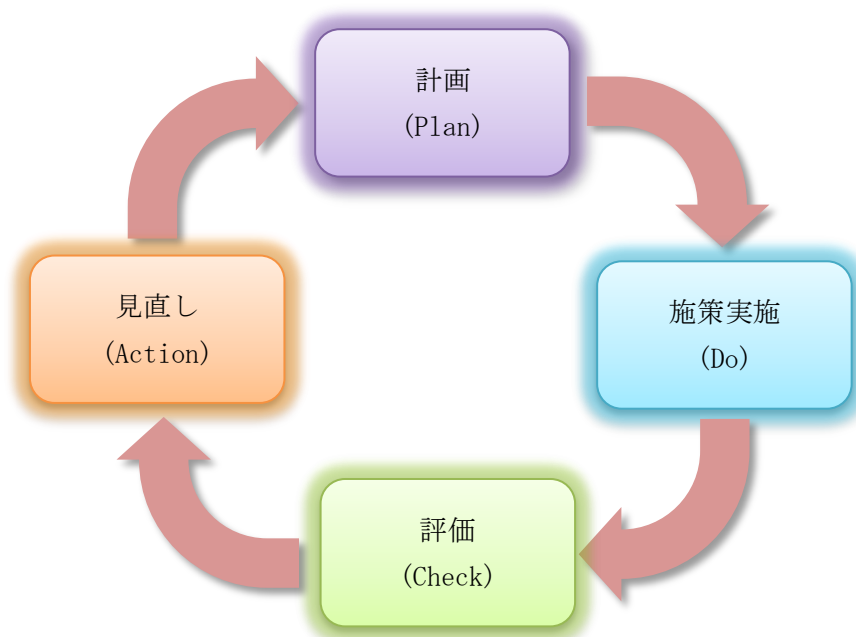 計画
(Plan)
施策実施
(Do)
評価
(Check)
見直し
(Action)